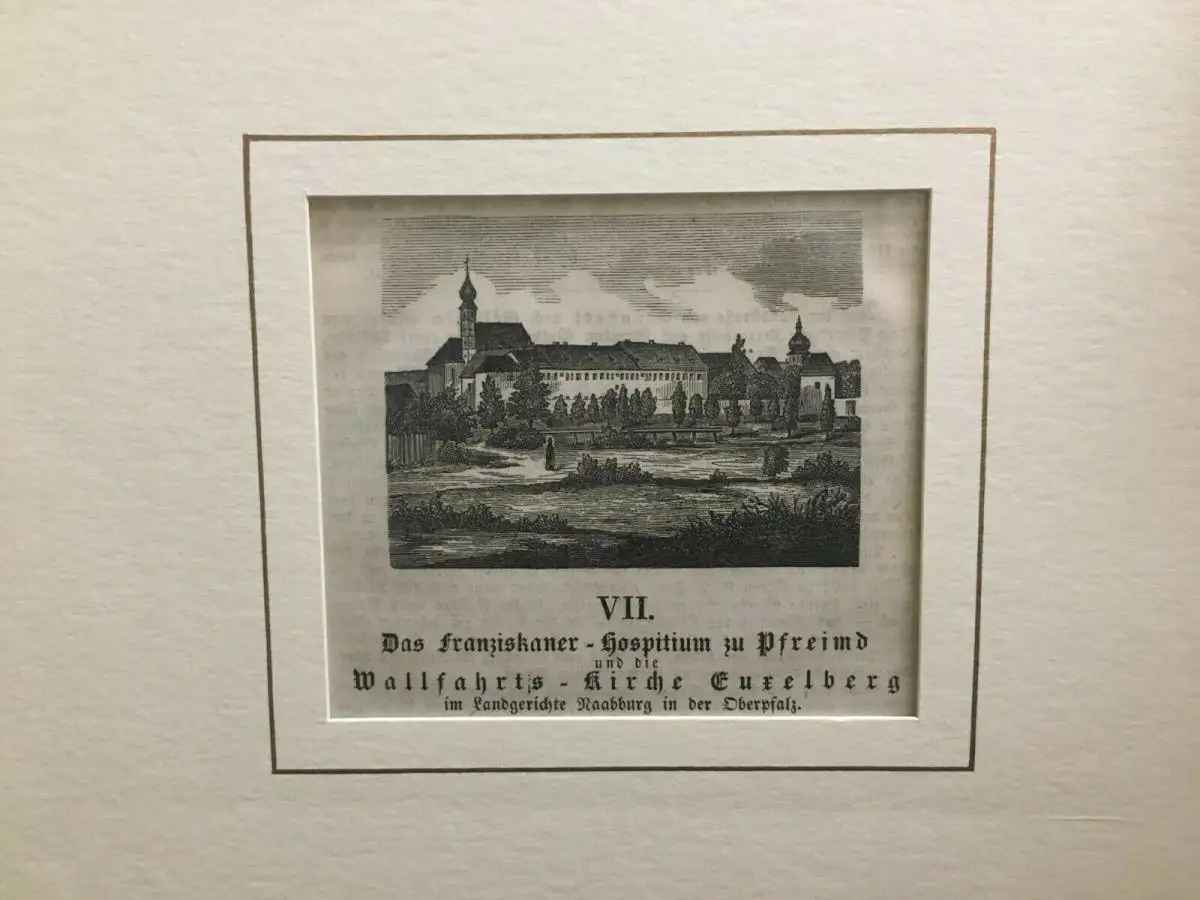 VII.
Das Franziskaner-Hospitium zu Pfreimd
und die
Wallfahrts-Kirche Euxelberg
im Landgerichte Naabburg in der Oberpfalz.